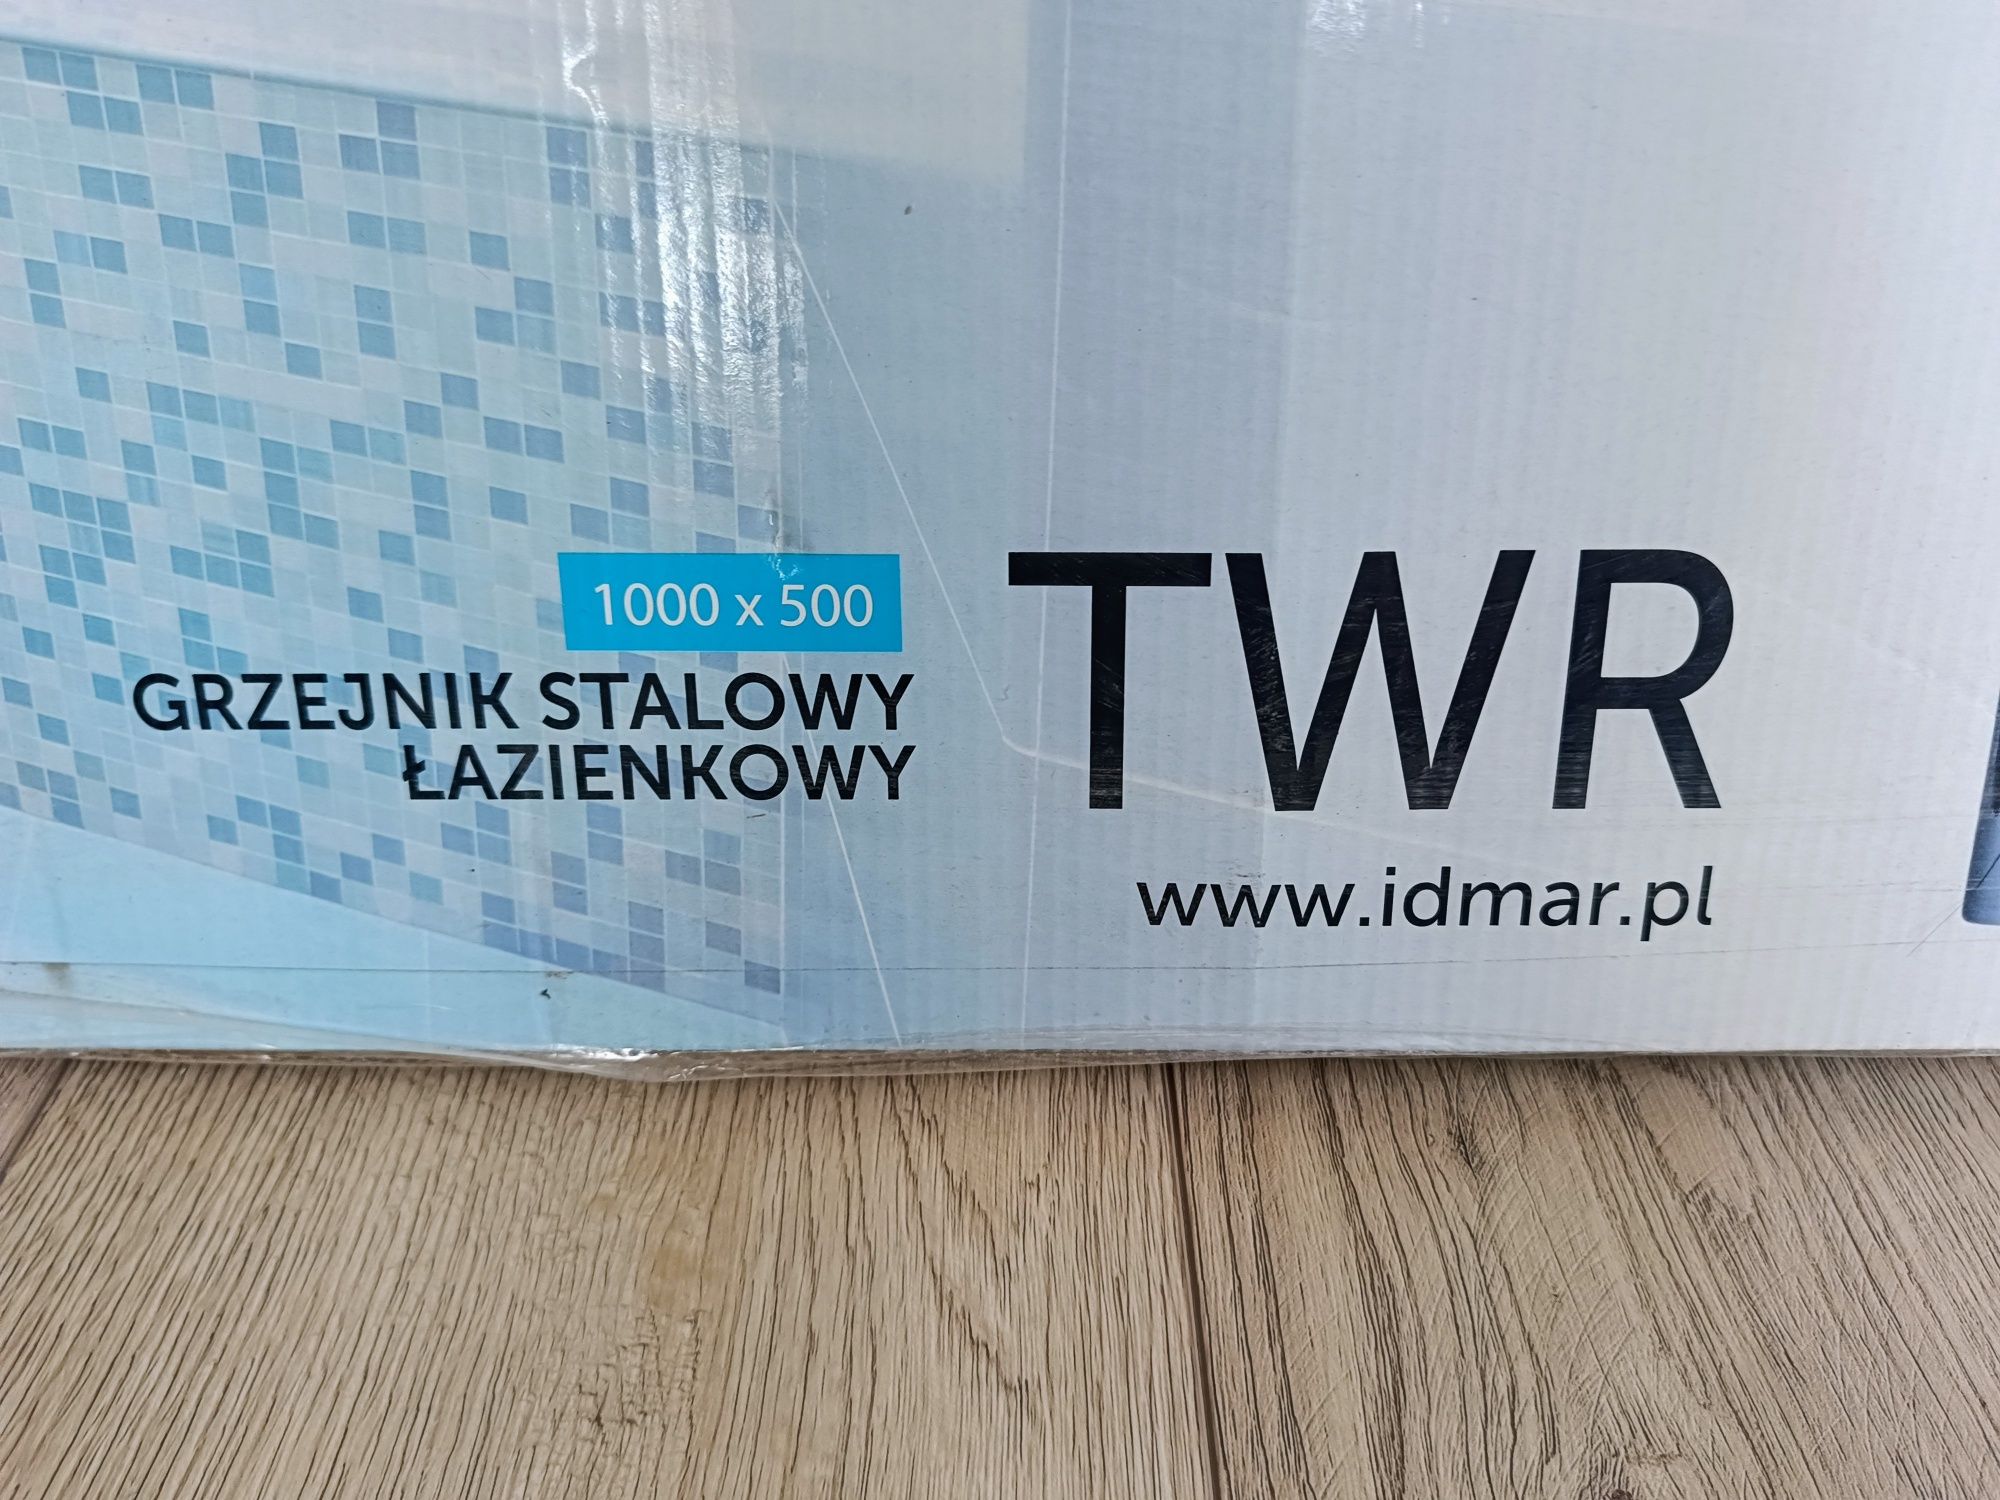 1000 x 500
GRZEJNIK STALOWY
ŁAZIENKOWY
TWR
www.idmar.pl